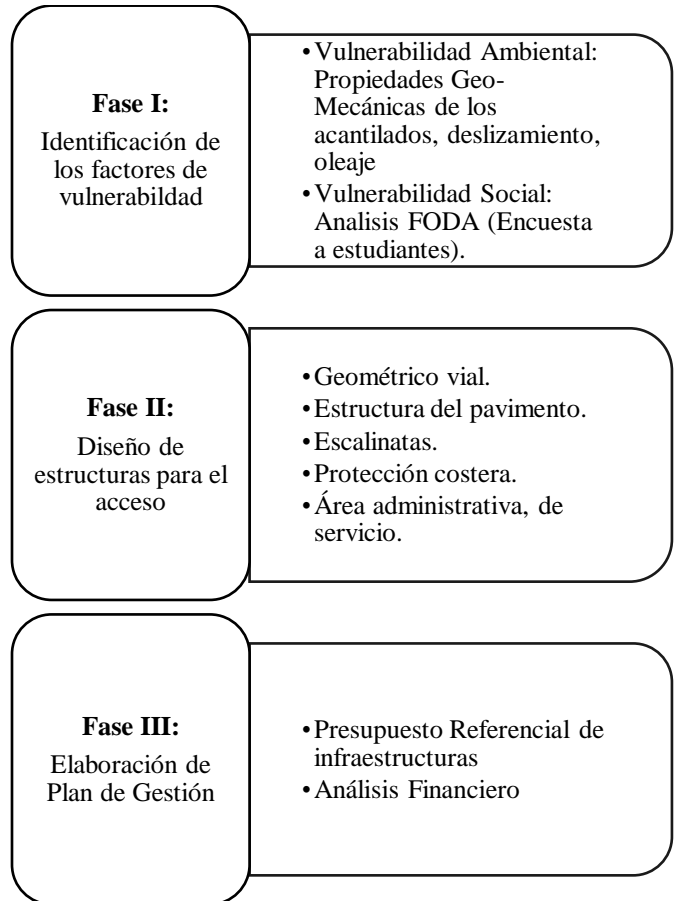 Fase I:
Identificación de
los factores de
vulnerabildad
•Vulnerabilidad Ambiental:
Propiedades Geo-
Mecánicas de los
acantilados, deslizamiento,
oleaje
•Vulnerabilidad Social:
Analisis FODA (Encuesta
a estudiantes).
Fase II:
Diseño de
estructuras para el
acceso
•Geométrico vial.
•Estructura del pavimento.
•Escalinatas.
•Protección costera.
•Área administrativa, de
servicio.
Fase III:
Elaboración de
Plan de Gestión
•Presupuesto Referencial de
infraestructuras
•Análisis Financiero